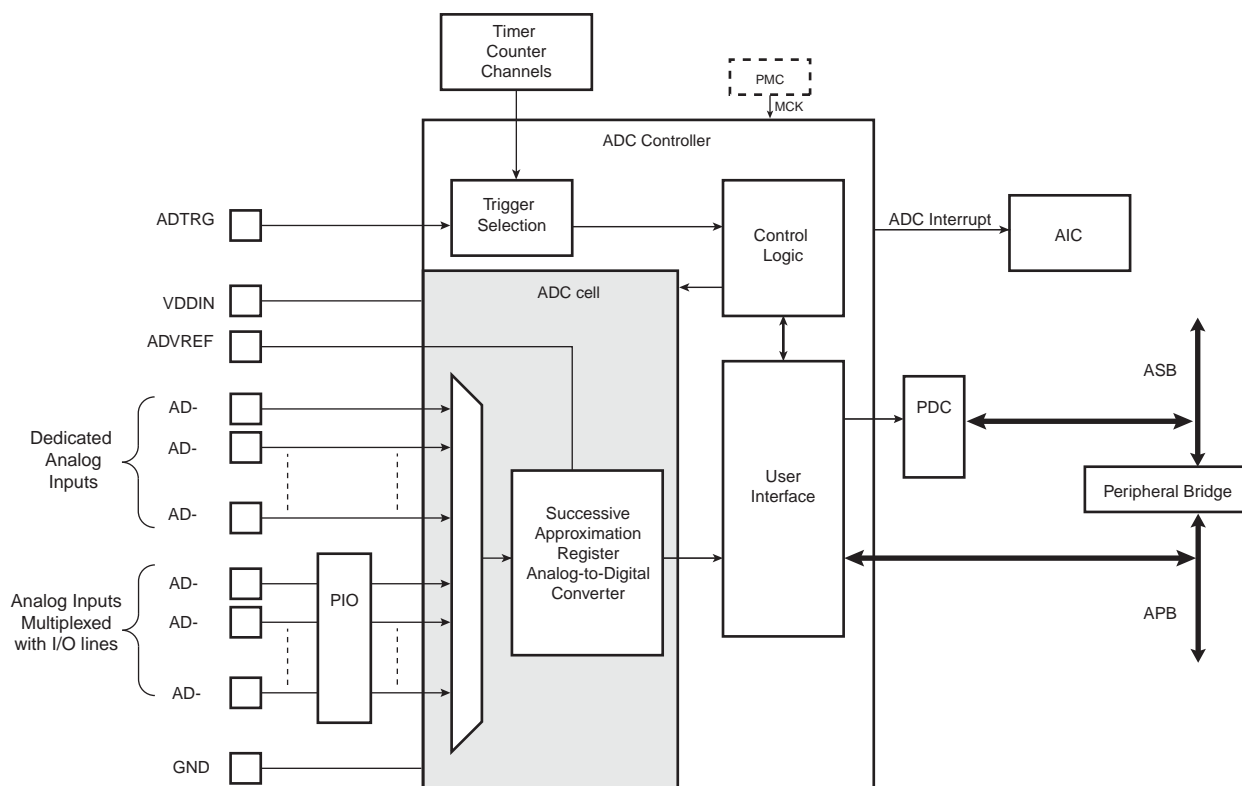 Timer
Counter
Channels
PMC
MCK
ADC Controller
ADTRG
Trigger
Selection
Control
Logic
ADC Interrupt
AIC
VDDIN
ADC cell
ADVREF
ASB
Dedicated
Analog
Inputs
AD-
AD-
AD-
PDC
User
Interface
Peripheral Bridge
Successive
Approximation
Register
Analog-to-Digital
Converter
Analog Inputs
Multiplexed
with I/O lines
AD-
AD-
AD-
PIO
APB
GND